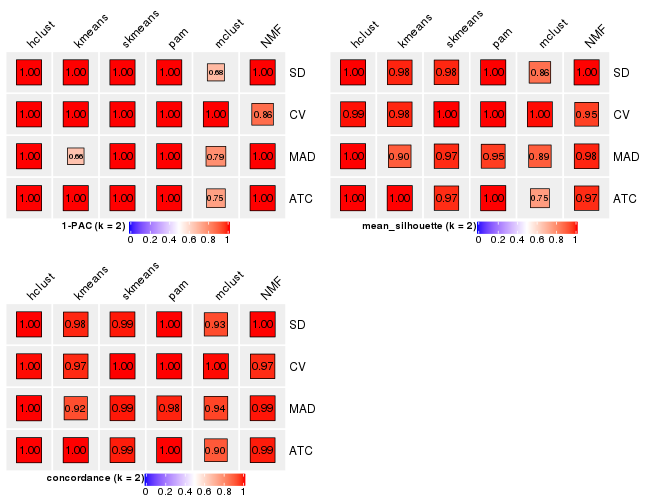 hclust kmeans skmeans pam mclust NMF
1.00 1.00 1.00 1.00 0.68 1.00 SD
1.00 1.00 1.00 1.00 1.00 0.86 CV
1.00 0.66 1.00 1.00 0.79 1.00 MAD
1.00 1.00 1.00 1.00 0.75 1.00 ATC
1-PAC (k = 2)
0 0.2 0.4 0.6 0.8 1
hclust kmeans skmeans pam mclust NMF
1.00 0.98 0.98 1.00 0.86 1.00 SD
0.99 0.98 1.00 1.00 1.00 0.95 CV
1.00 0.90 0.97 0.95 0.89 0.98 MAD
1.00 1.00 0.97 1.00 0.75 0.97 ATC
mean_silhouette (k = 2)
0 0.2 0.4 0.6 0.8 1
hclust kmeans skmeans pam mclust NMF
1.00 0.98 0.99 1.00 0.93 1.00 SD
1.00 0.97 1.00 1.00 1.00 0.97 CV
1.00 0.92 0.99 0.98 0.94 0.99 MAD
1.00 1.00 0.99 1.00 0.90 0.99 ATC
concordance (k = 2)
0 0.2 0.4 0.6 0.8 1